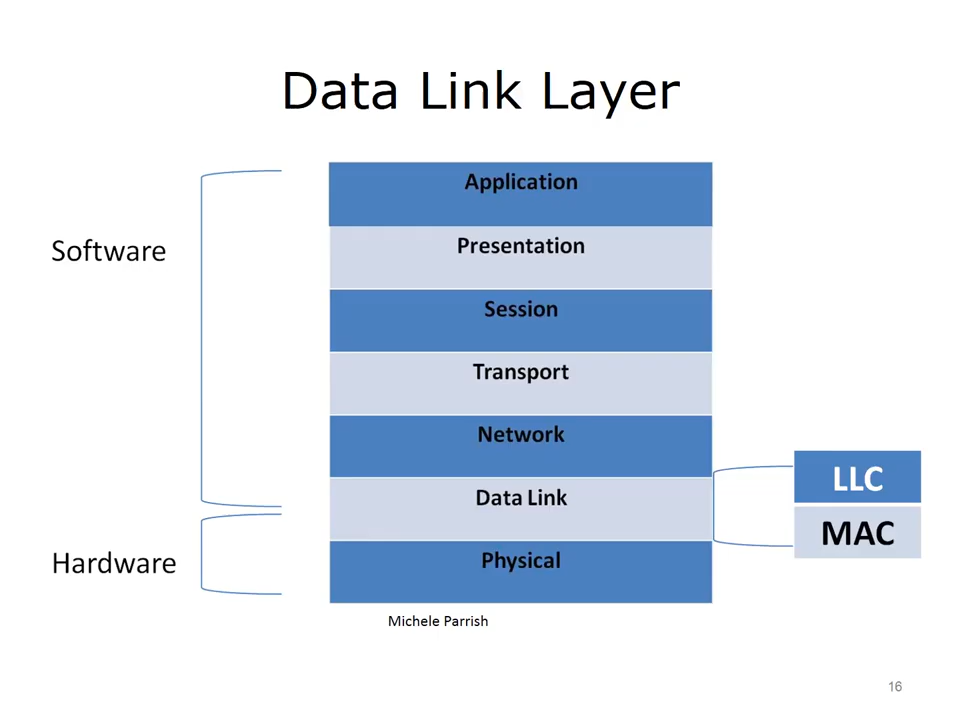 Data Link Layer
Application
Software
Presentation
Session
Transport
Network
LLC
Data Link
MAC
Hardware
Physical
Michele Parrish
16